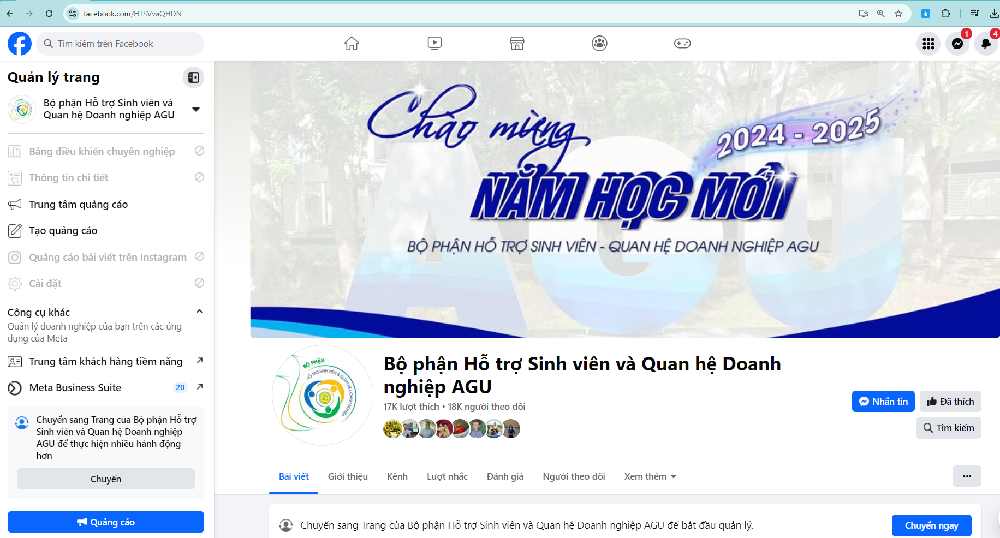 facebook.com/HTSVvaQHDN
Tìm kiếm trên Facebook
1
4
Quản lý trang
Bộ phận Hỗ trợ Sinh viên và
Quan hệ Doanh nghiệp AGU
Bảng điều khiển chuyên nghiệp
Thông tin chi tiết
Trung tâm quảng cáo
Tạo quảng cáo
Quảng cáo bài viết trên Instagram
Cài đặt
Công cụ khác
Quản lý doanh nghiệp của bạn trên các ứng
dụng của Meta
Trung tâm khách hàng tiềm năng
Meta Business Suite 20
Chuyển sang Trang của Bộ phận Hỗ trợ
Sinh viên và Quan hệ Doanh nghiệp
AGU để thực hiện nhiều hành động
hơn
Chuyển
Quảng cáo
Chào mừng
2024 - 2025
NĂM HỌC MỚI
BỘ PHẬN HỖ TRỢ SINH VIÊN - QUAN HỆ DOANH NGHIỆP AGU
AGU
BỘ PHẬN
HỖ TRỢ SINH VIÊN & QUAN HỆ DOANH NGHIỆP
Bộ phận Hỗ trợ Sinh viên và Quan hệ Doanh
nghiệp AGU
17K lượt thích • 18K người theo dõi
Nhắn tin
Đã thích
Tìm kiếm
Bài viết Giới thiệu Kênh Lượt nhắc Đánh giá Người theo dõi Xem thêm
Chuyển sang Trang của Bộ phận Hỗ trợ Sinh viên và Quan hệ Doanh nghiệp AGU để bắt đầu quản lý.
Chuyển ngay